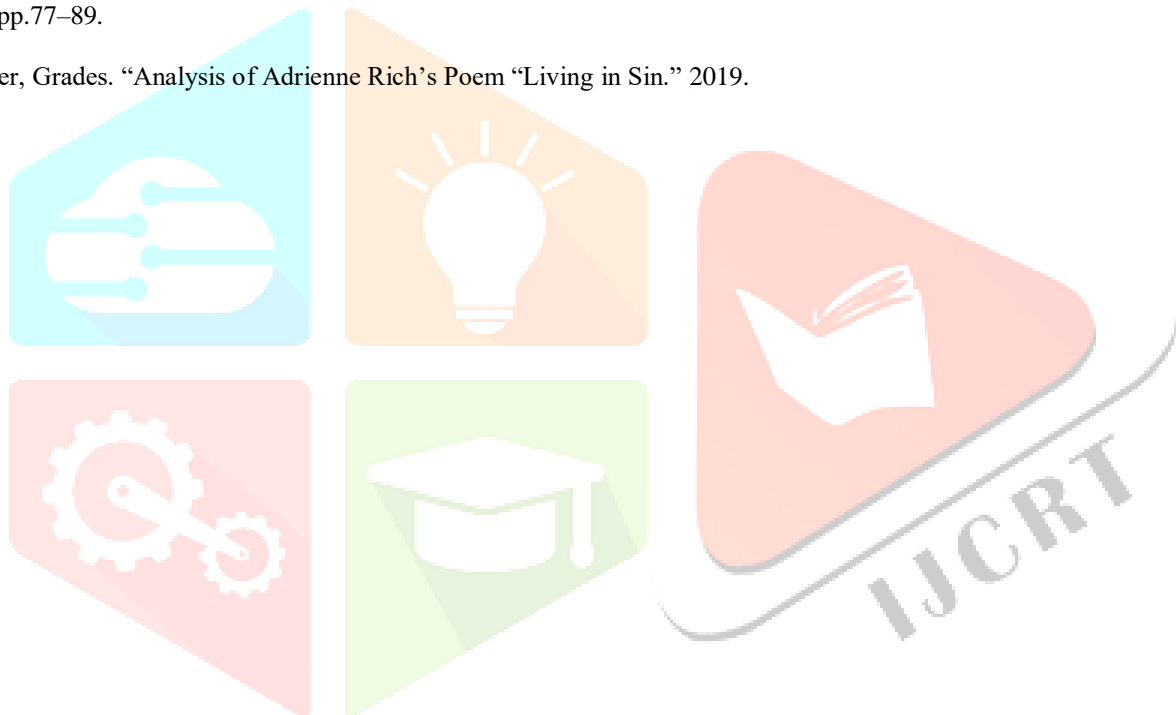 pp.77–89.
er, Grades. “Analysis of Adrienne Rich’s Poem “Living in Sin.” 2019.
IJCRT